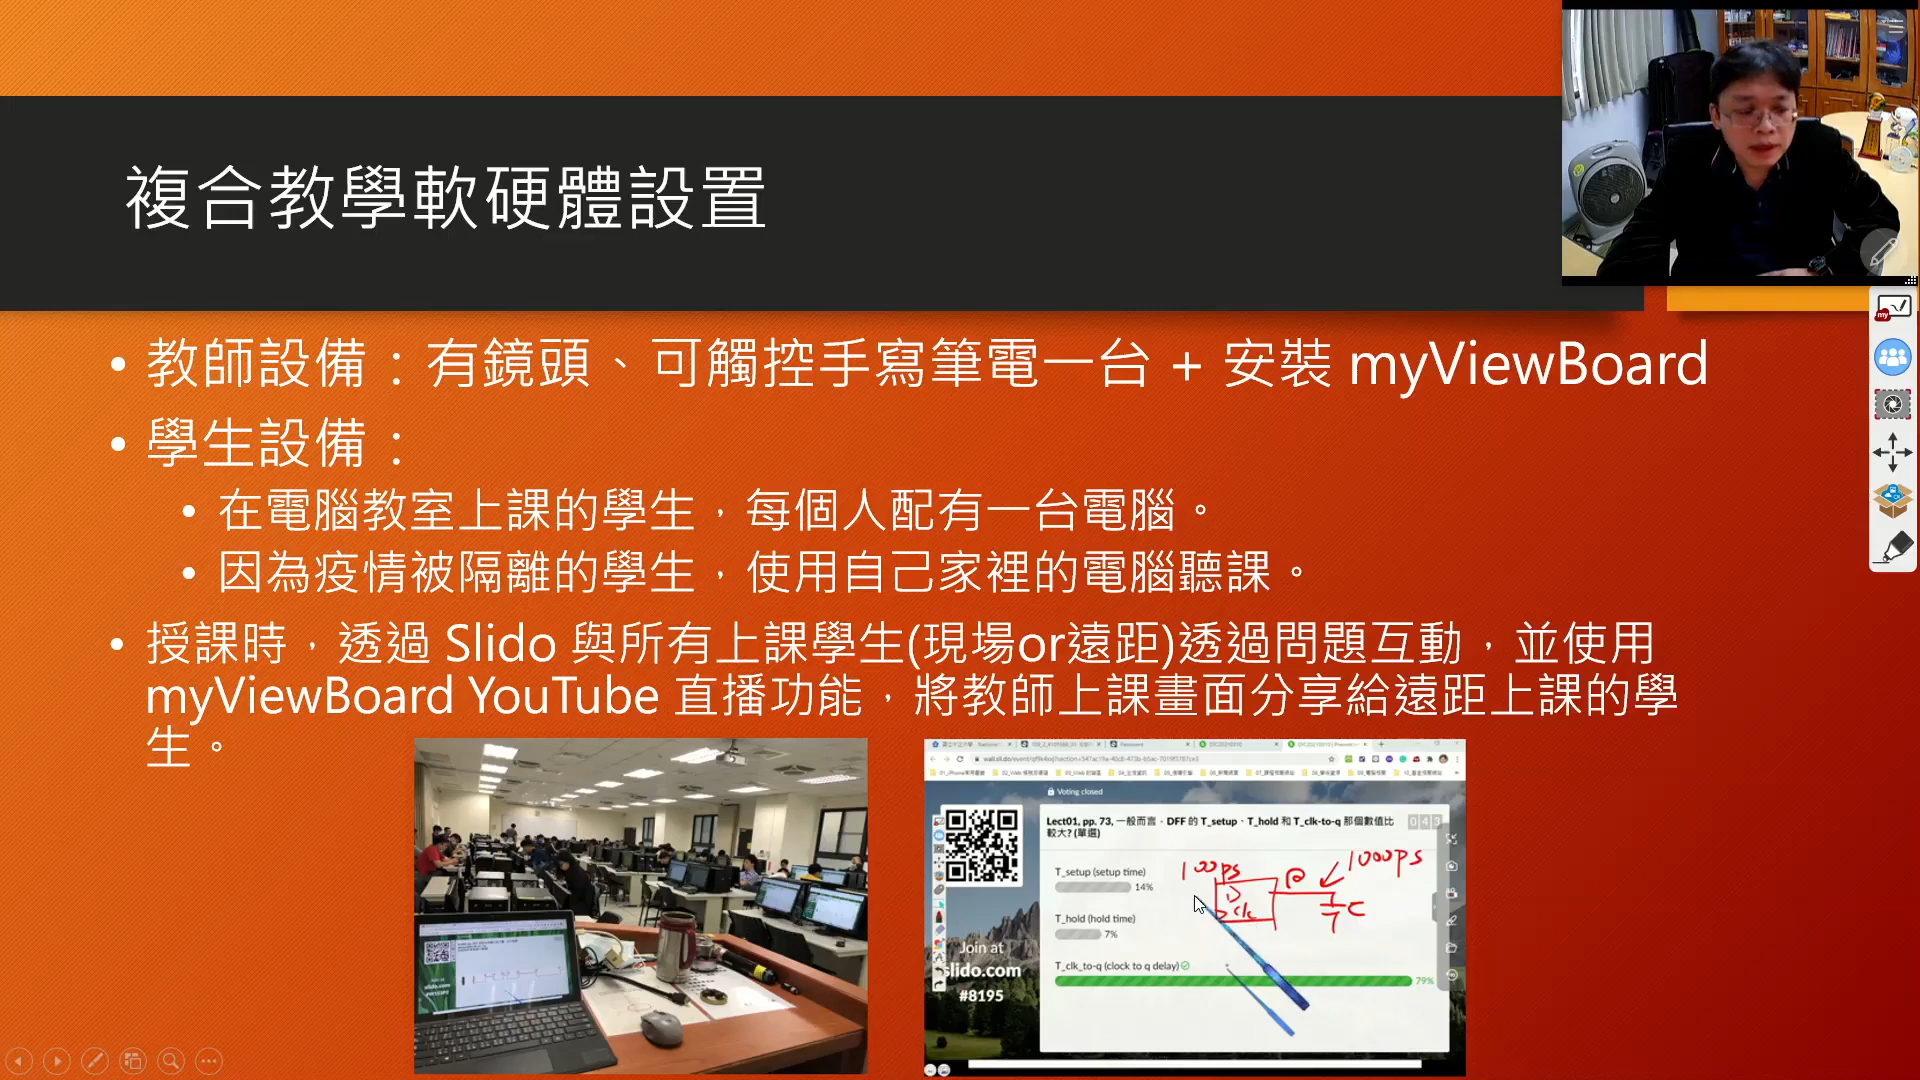 複合教學軟硬體設置
• 教師設備：有鏡頭、可觸控手寫筆電一台 + 安裝 myViewBoard
• 學生設備：
• 在電腦教室上課的學生，每個人配有一台電腦。
• 因為疫情被隔離的學生，使用自己家裡的電腦聽課。
• 授課時，透過 Slido 與所有上課學生(現場or遠距)透過問題互動，並使用
myViewBoard YouTube 直播功能，將教師上課畫面分享給遠距上課的學
生。
Voting closed
Lect01, pp. 73, 一般而言，DFF 的 T_setup、T_hold 和 T_clk-to-q 那個數值比
較大? (單選)
0 4 3
T_setup (setup time)
14%
T_hold (hold time)
7%
T_clk_to-q (clock to q delay)
79%
100ps
1000ps
D
Q
clk
C
Join at
slido.com
#8195
my